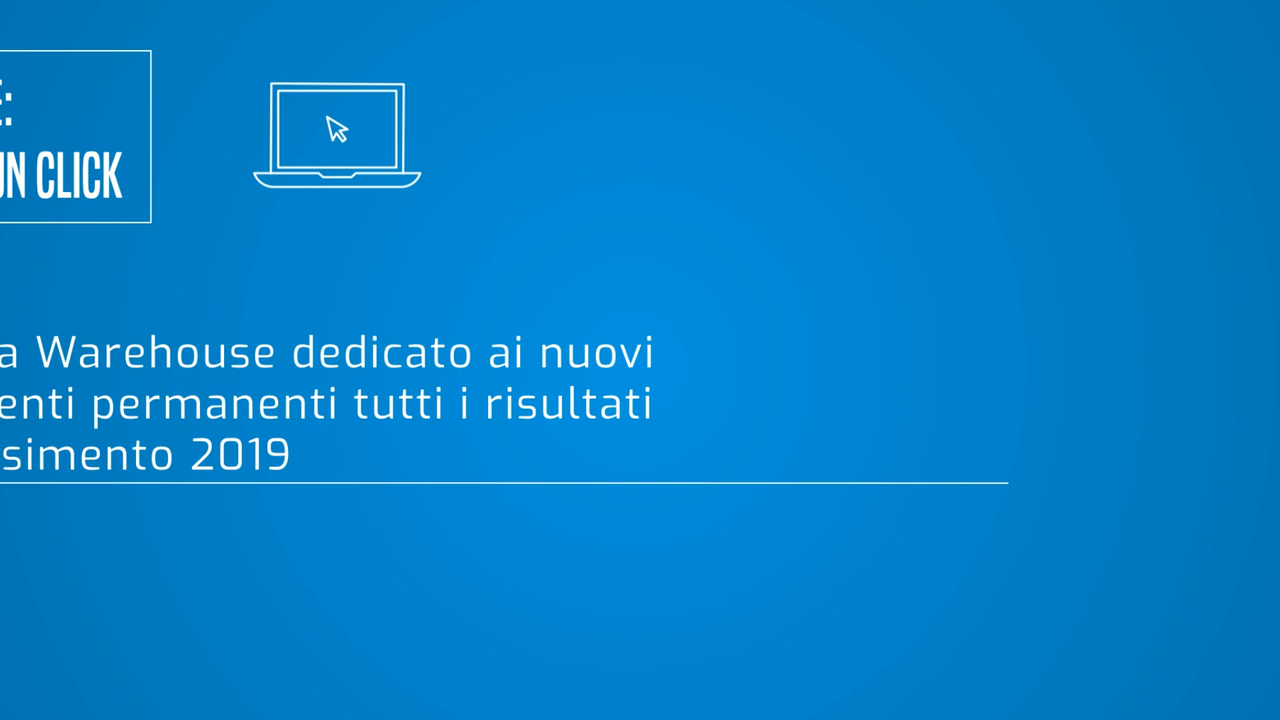 E:
UN CLICK
a Warehouse dedicato ai nuovi
enti permanenti tutti i risultati
simento 2019